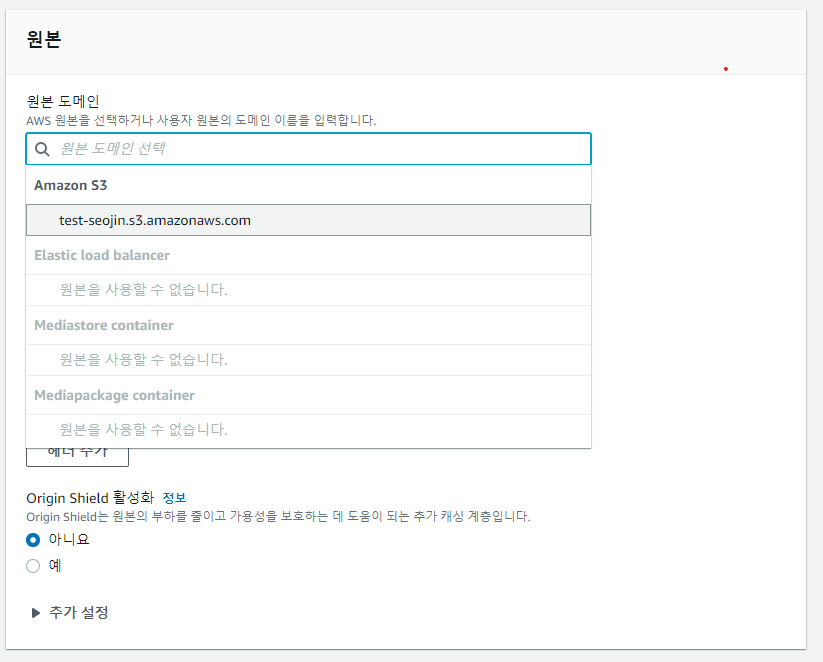 원본
원본 도메인
AWS 원본을 선택하거나 사용자 원본의 도메인 이름을 입력합니다.
원본 도메인 선택
Amazon S3
test-seojin.s3.amazonaws.com
Elastic load balancer
원본을 사용할 수 없습니다.
Mediastore container
원본을 사용할 수 없습니다.
Mediapackage container
원본을 사용할 수 없습니다.
헤더 추가
Origin Shield 활성화 정보
Origin Shield는 원본의 부하를 줄이고 가용성을 보호하는 데 도움이 되는 추가 캐싱 계층입니다.
아니요
예
추가 설정